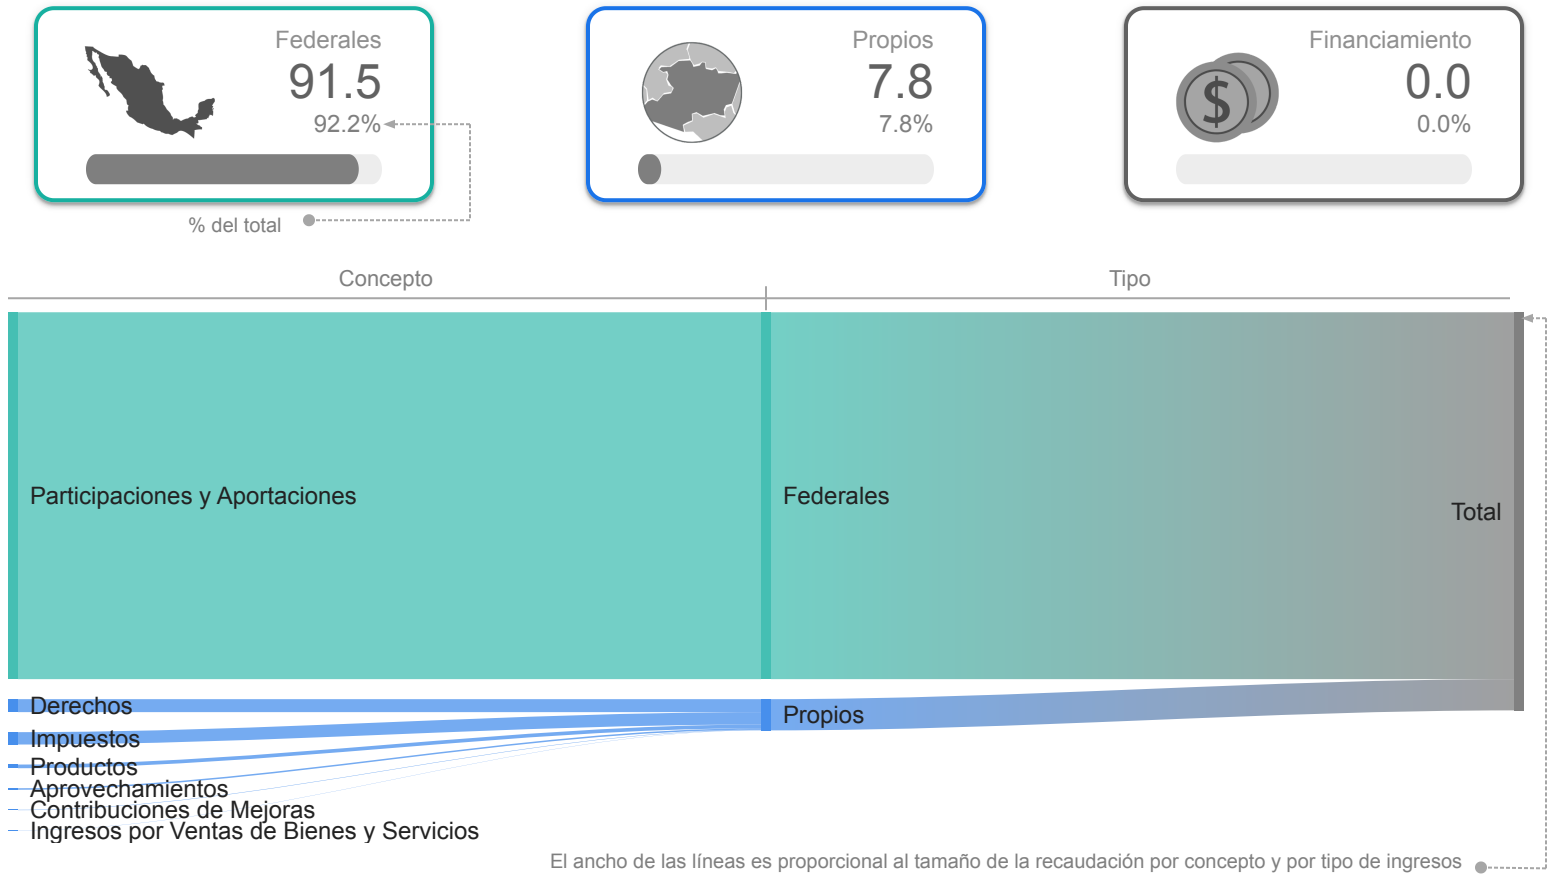 Federales
91.5
92.2%
Propios
7.8
7.8%
$
Financiamiento
0.0
0.0%
% del total
Concepto
Tipo
Participaciones y Aportaciones
Federales
Total
Derechos
Propios
Impuestos
Productos
Aprovechamientos
Contribuciones de Mejoras
Ingresos por Ventas de Bienes y Servicios
El ancho de las líneas es proporcional al tamaño de la recaudación por concepto y por tipo de ingresos